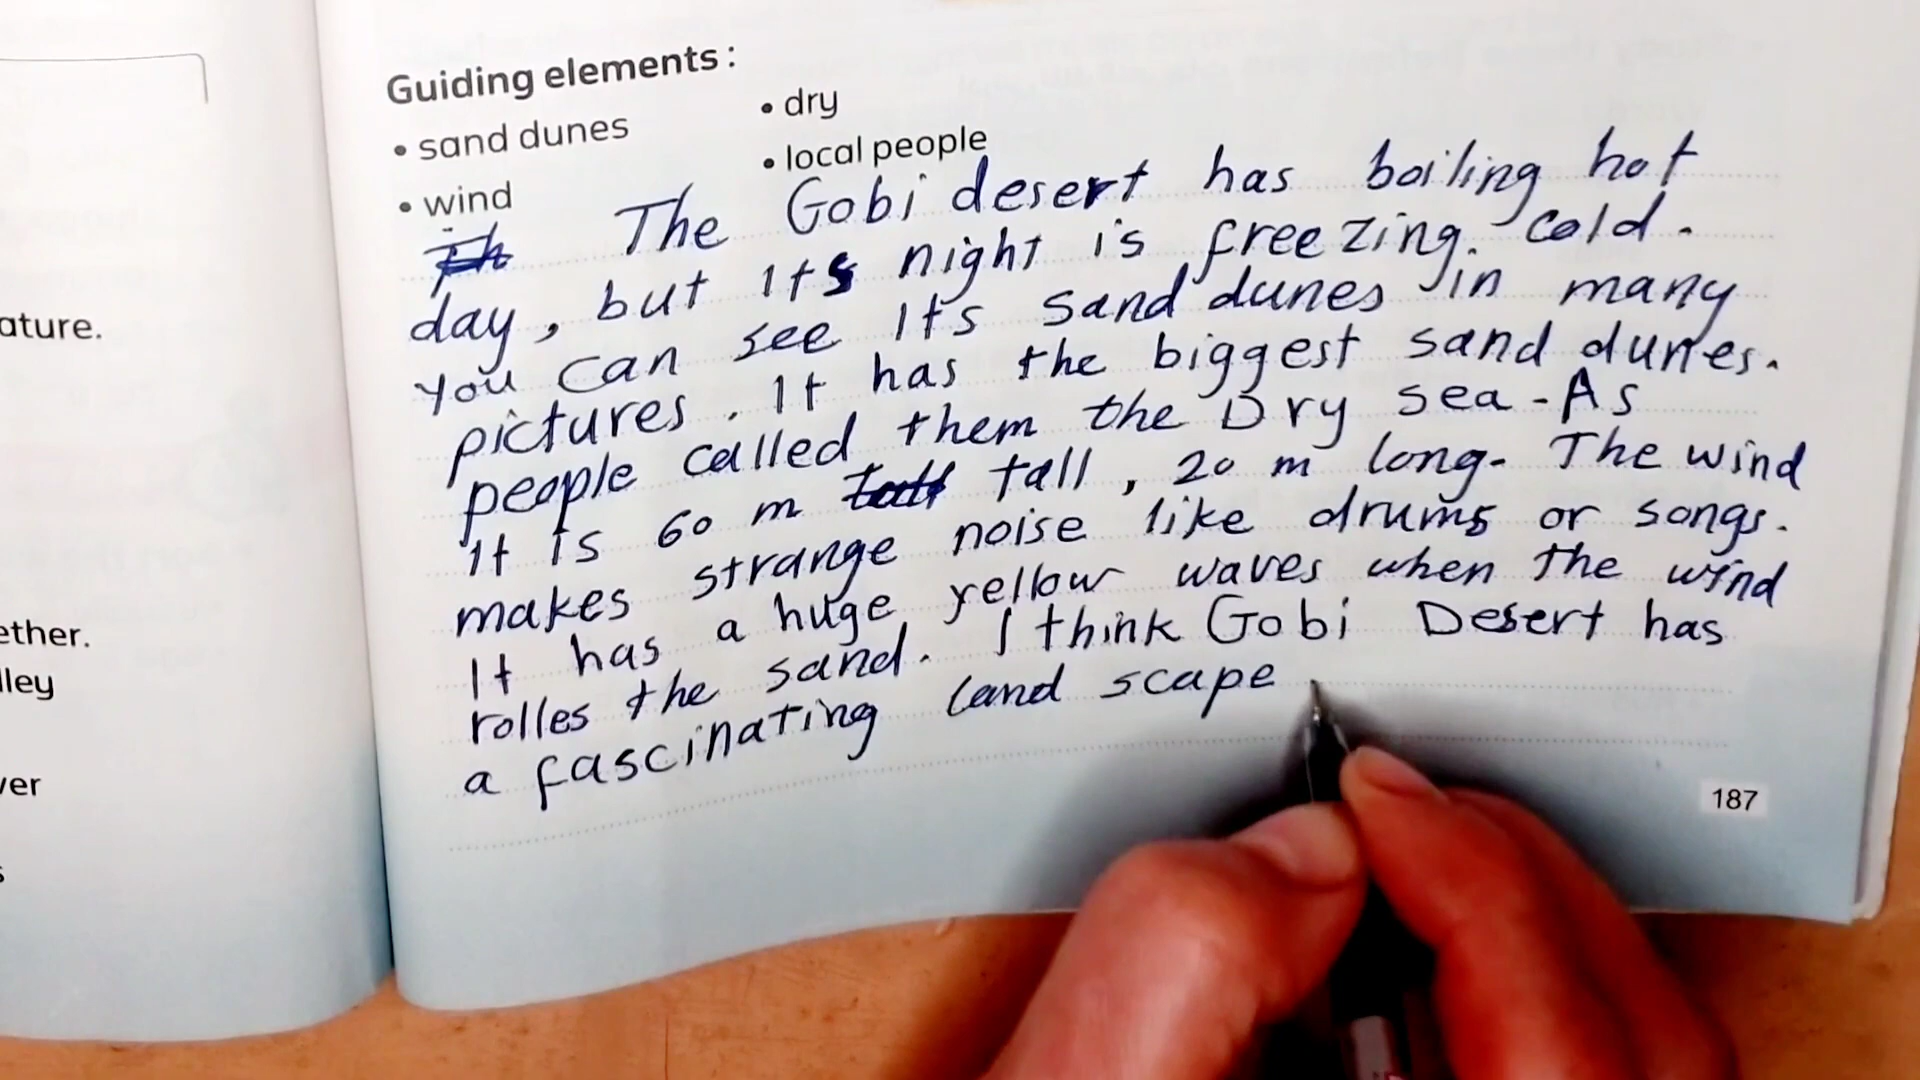 Guiding elements :
• sand dunes
• dry
• wind
• local people
The Gobi desert has boiling hot
day, but its night is freezing cold.
you can see its sand dunes in many
pictures. It has the biggest sand dunes.
people called them the Dry sea. As
it is 60 m tall, 20 m long. The wind
makes strange noise like drums or songs.
It has a huge yellow waves when the wind
rolles the sand. I think Gobi Desert has
a fascinating land scape
187
ature.
ether.
lley
ver
s